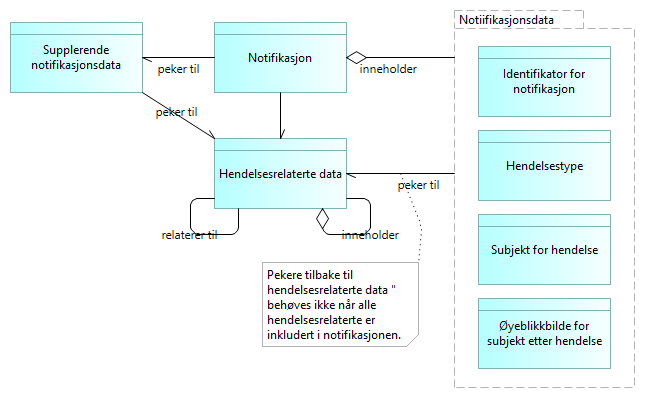 Notiifikasjonsdata
Supplerende
notifikasjonsdata
peker til
Notifikasjon
inneholder
Identifikator for
notifikasjon
peker til
Hendelsesrelaterte data
peker til
Hendelsestype
relaterer til
inneholder
Subjekt for hendelse
Pekere tilbake til
hendelsesrelaterte data "
behøves ikke når alle
hendelsesrelaterte er
inkludert i notifikasjonen.
Øyeblikkbilde for
subjekt etter hendelse